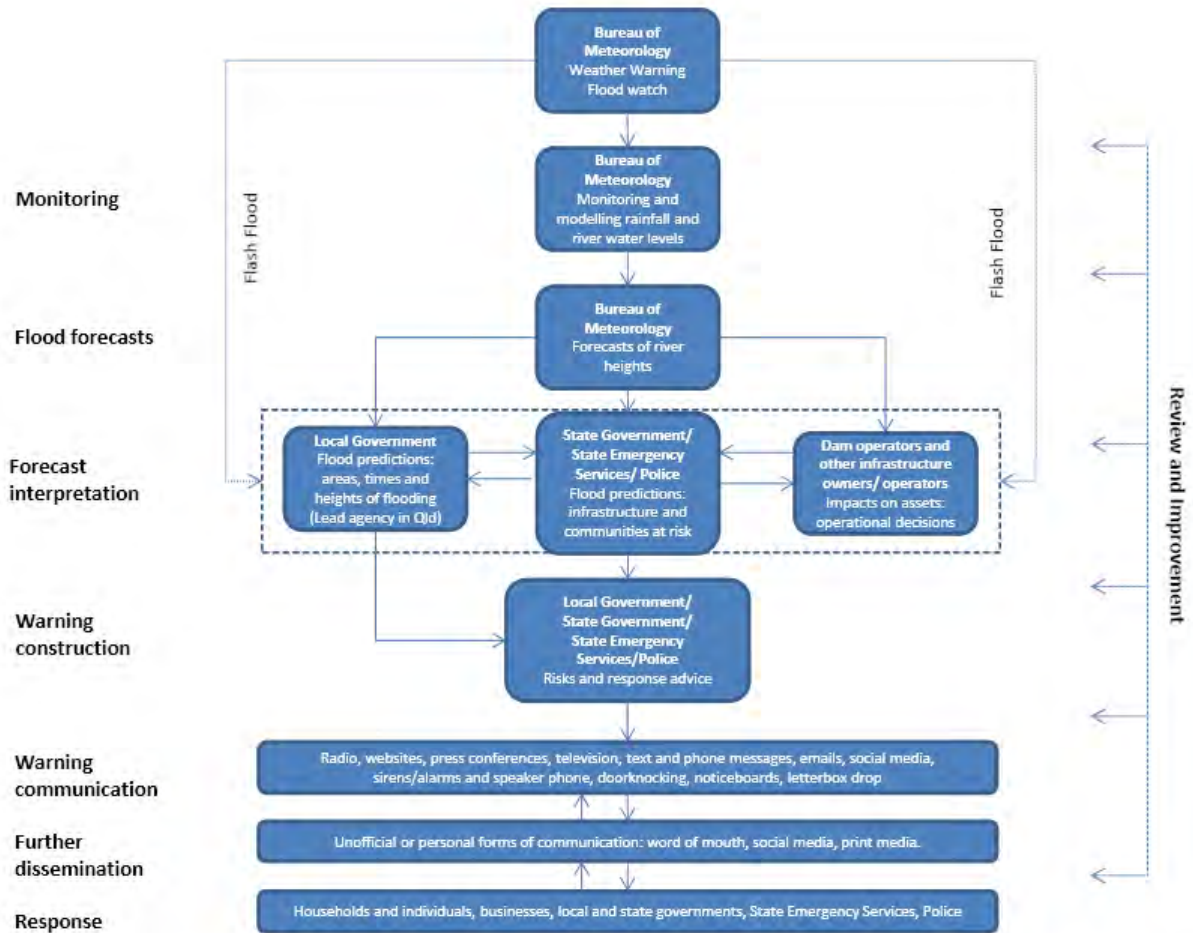 Bureau of
Meteorology
Weather Warning
Flood watch
Monitoring
Bureau of
Meteorology
Monitoring and
modelling rainfall and
river water levels
Flash Flood
Flash Flood
Flood forecasts
Bureau of
Meteorology
Forecasts of river
heights
Forecast
interpretation
Local Government
Flood predictions:
areas, times and
heights of flooding
(Lead agency in Qld)
State Government/
State Emergency
Services/ Police
Flood predictions:
infrastructure and
communities at risk
Dam operators and
other infrastructure
owners/ operators
Impacts on assets:
operational decisions
Review and Improvement
Warning
construction
Local Government/
State Government/
State Emergency
Services/Police
Risks and response advice
Warning
communication
Radio, websites, press conferences, television, text and phone messages, emails, social media,
sirens/alarms and speaker phone, doorknocking, noticeboards, letterbox drop
Further
dissemination
Unofficial or personal forms of communication: word of mouth, social media, print media.
Response
Households and individuals, businesses, local and state governments, State Emergency Services, Police